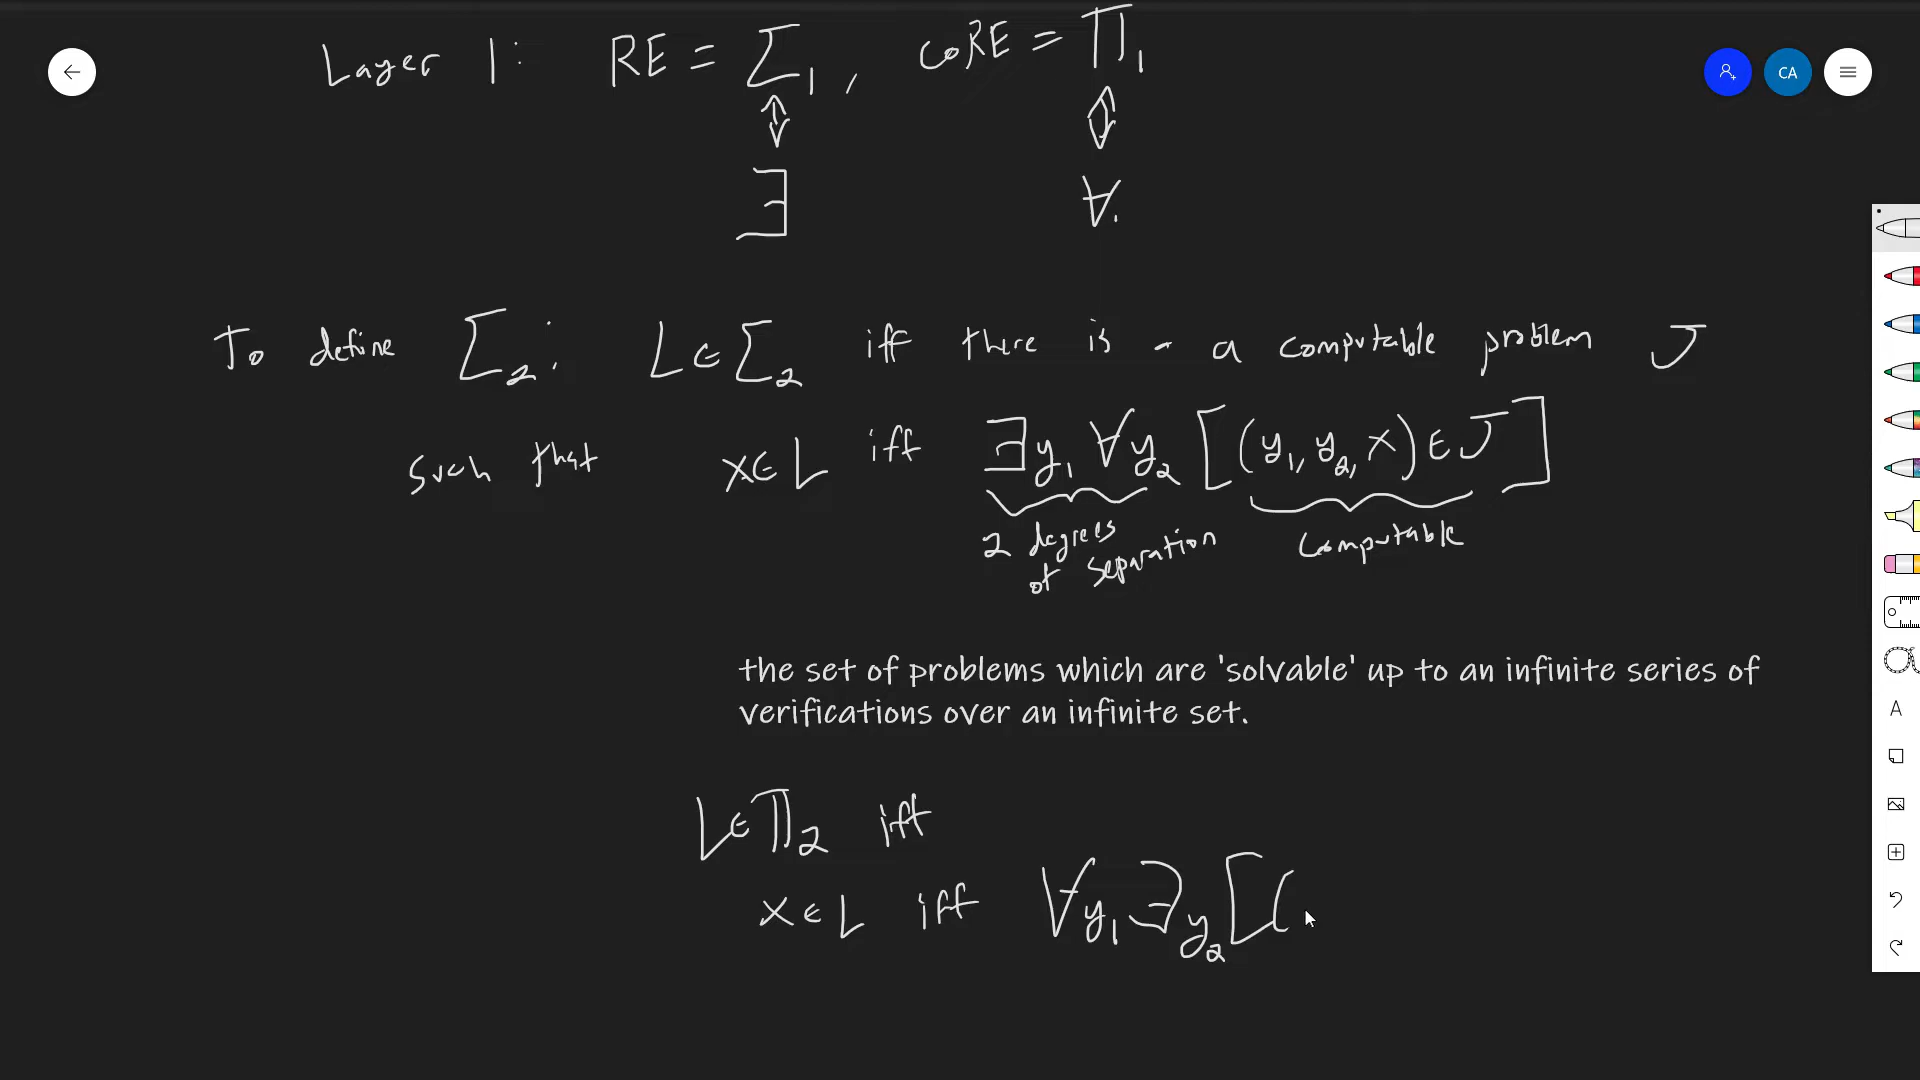 Layer 1: RE = Σ₁, coRE = Π₁
∃ ∀.
To define Σ₂: L ∈ Σ₂ iff there is - a computable problem J
such that x ∈ L iff ∃y₁ ∀y₂ [(y₁, y₂, x) ∈ J]
2 degrees of separation computable
the set of problems which are 'solvable' up to an infinite series of
verifications over an infinite set.
L ∈ Π₂ iff
x ∈ L iff ∀y₁ ∃y₂ [(
CA
A